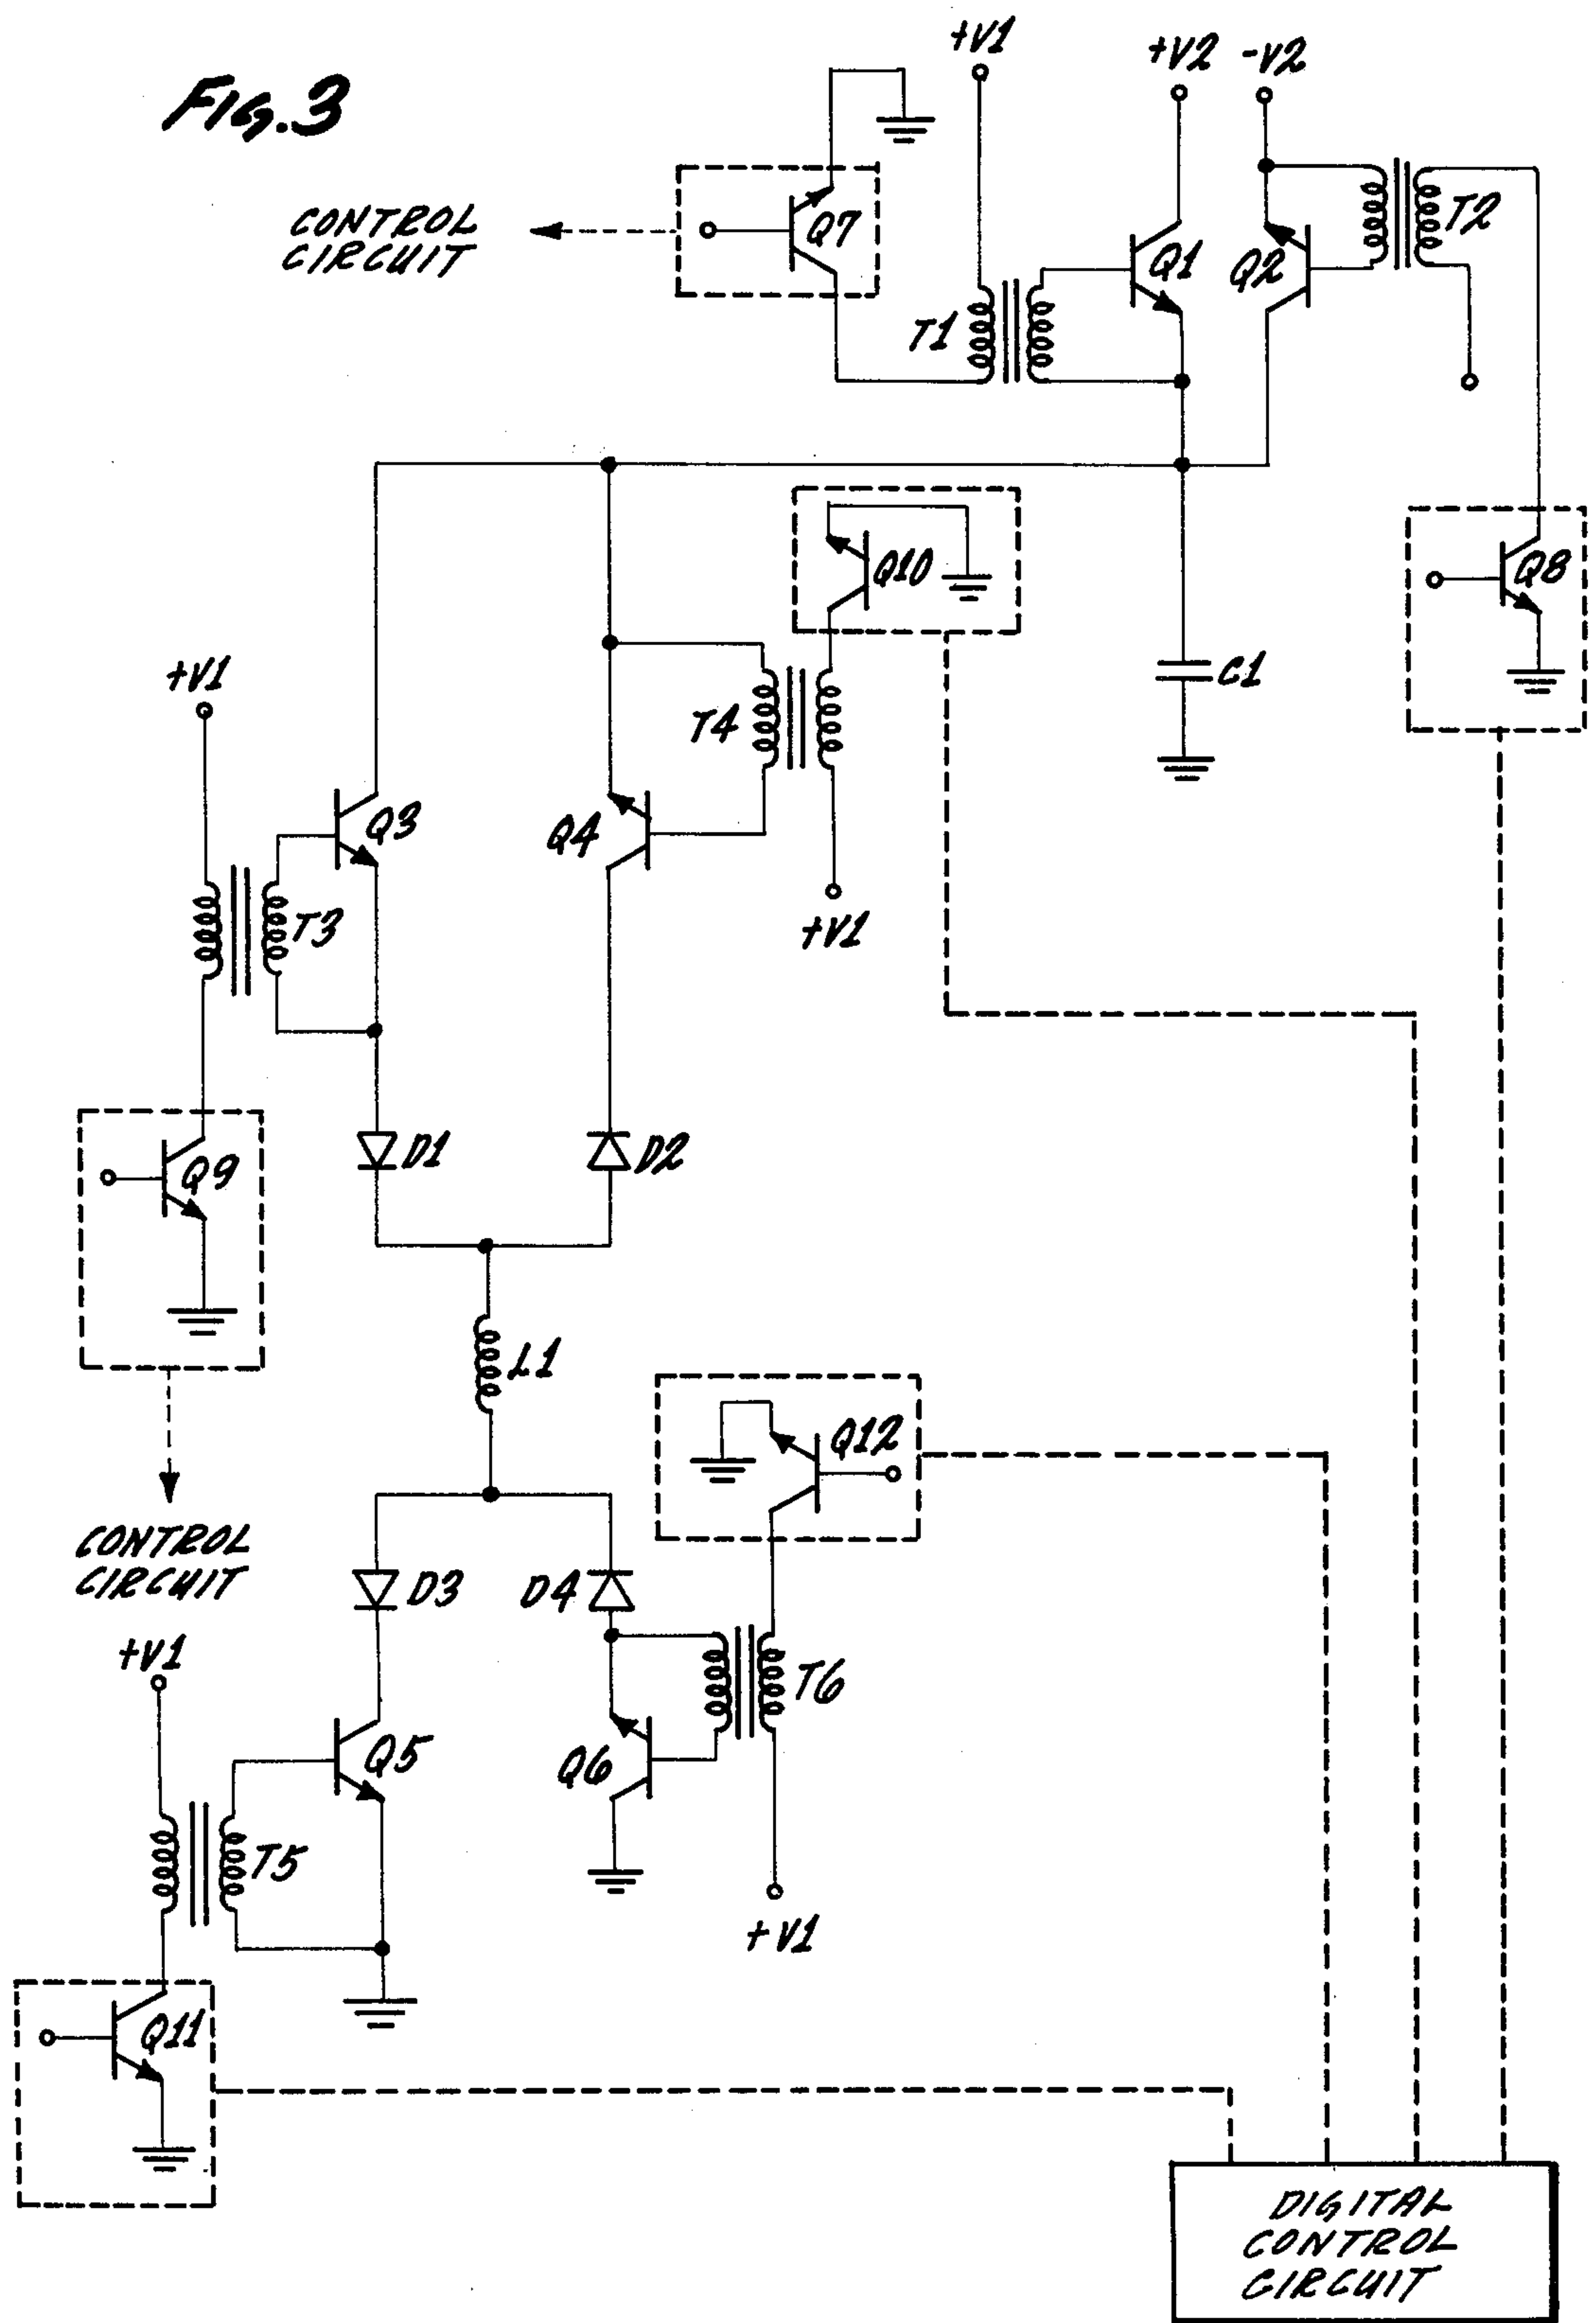 Fig.3
+V1
+V2
-V2
CONTROL
CIRCUIT
Q7
T1
Q1
Q2
T2
Q10
Q8
+V1
T4
C1
Q3
Q4
T3
+V1
Q9
D1
D2
L1
Q12
CONTROL
CIRCUIT
D3
D4
+V1
T6
Q5
Q6
T5
+V1
Q11
DIGITAL
CONTROL
CIRCUIT